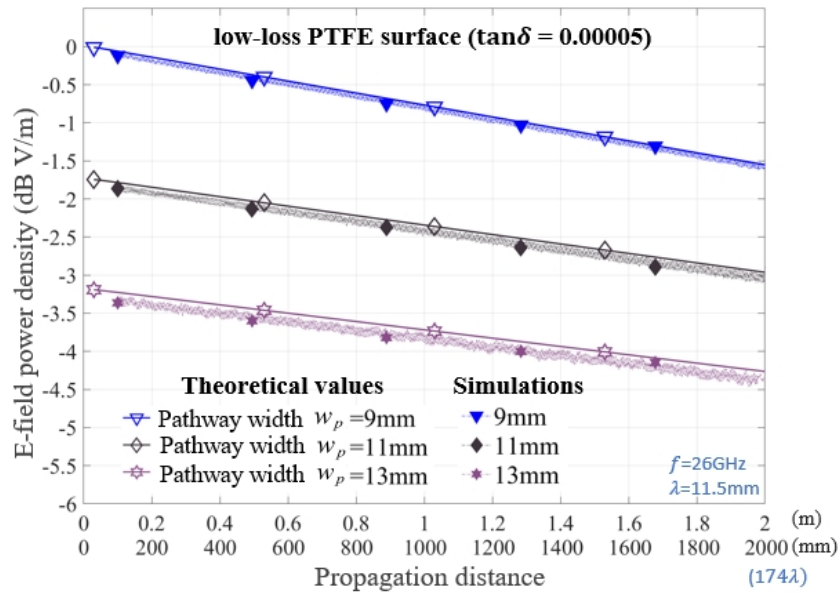 low-loss PTFE surface (tanδ = 0.00005)
E-field power density (dB V/m)
0
-0.5
-1
-1.5
-2
-2.5
-3
-3.5
-4
-4.5
-5
-5.5
-6
Theoretical values
Pathway width wₚ =9mm
Pathway width wₚ =11mm
Pathway width wₚ =13mm
Simulations
9mm
11mm
13mm
f=26GHz
λ=11.5mm
0 0.2 0.4 0.6 0.8 1 1.2 1.4 1.6 1.8 2 (m)
0 200 400 600 800 1000 1200 1400 1600 1800 2000 (mm)
Propagation distance
(174λ)